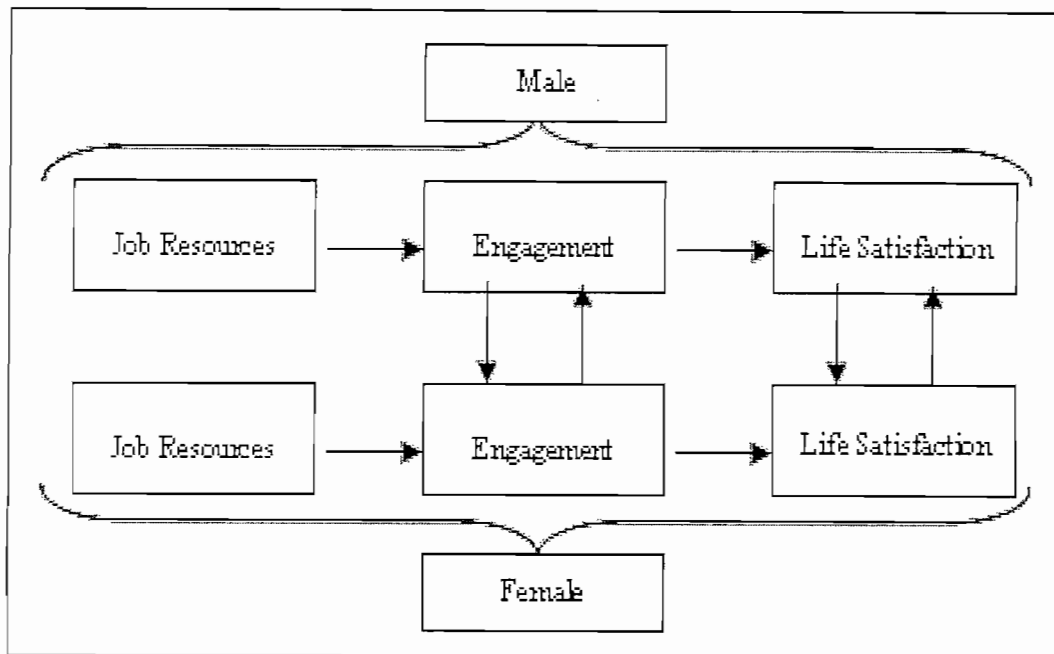 Male
Job Resources
Engagement
Life Satisfaction
Job Resources
Engagement
Life Satisfaction
Female